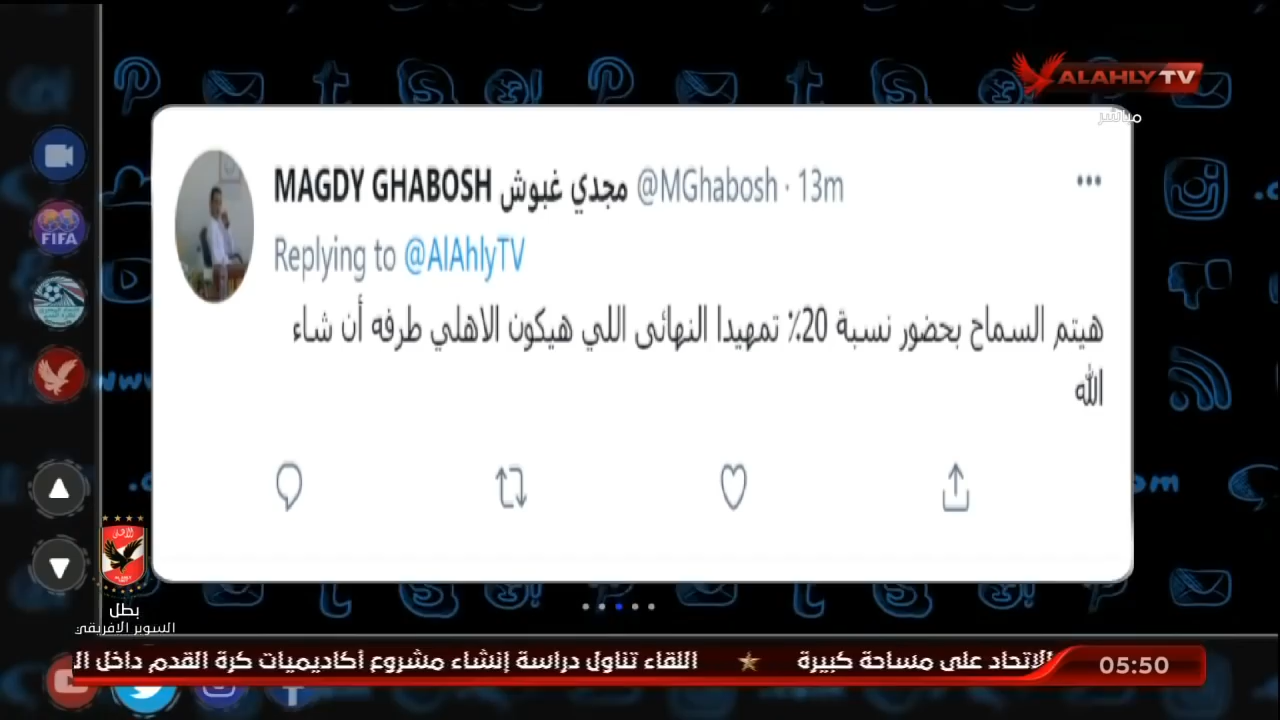 ALAHLY TV
مباشر
MAGDY GHABOSH مجدي غبوش @MGhabosh · 13m
Replying to @AlAhlyTV
هيتم السماح بحضور نسبة 20٪ تمهيدا النهائى اللي هيكون الاهلي طرفه أن شاء
الله
FIFA
بطل
السوبر الافريقي
الاتحاد على مساحة كبيرة ★ اللقاء تناول دراسة إنشاء مشروع أكاديميات كرة القدم داخل ال
05:50